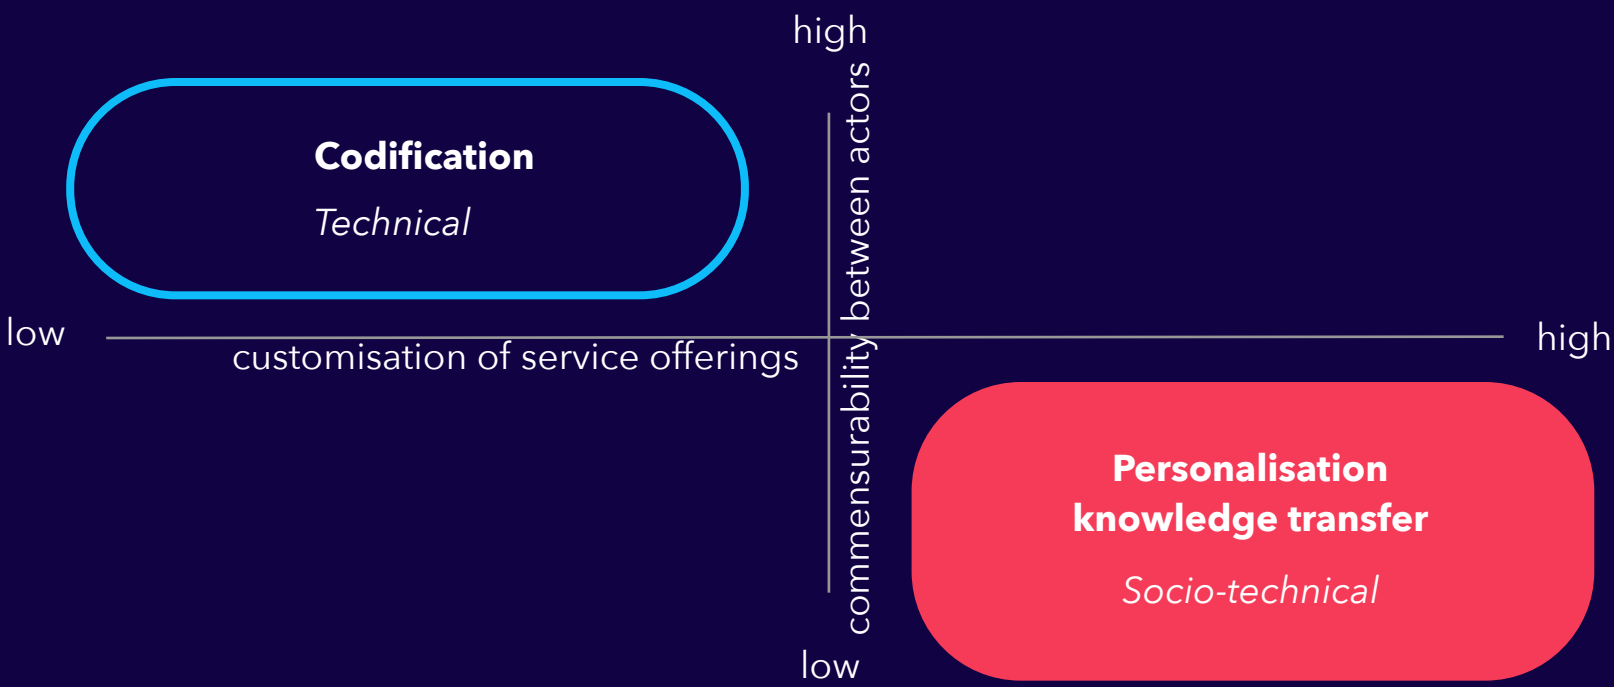 high
commensurability between actors
Codification
Technical
low
high
customisation of service offerings
Personalisation
knowledge transfer
Socio-technical
low